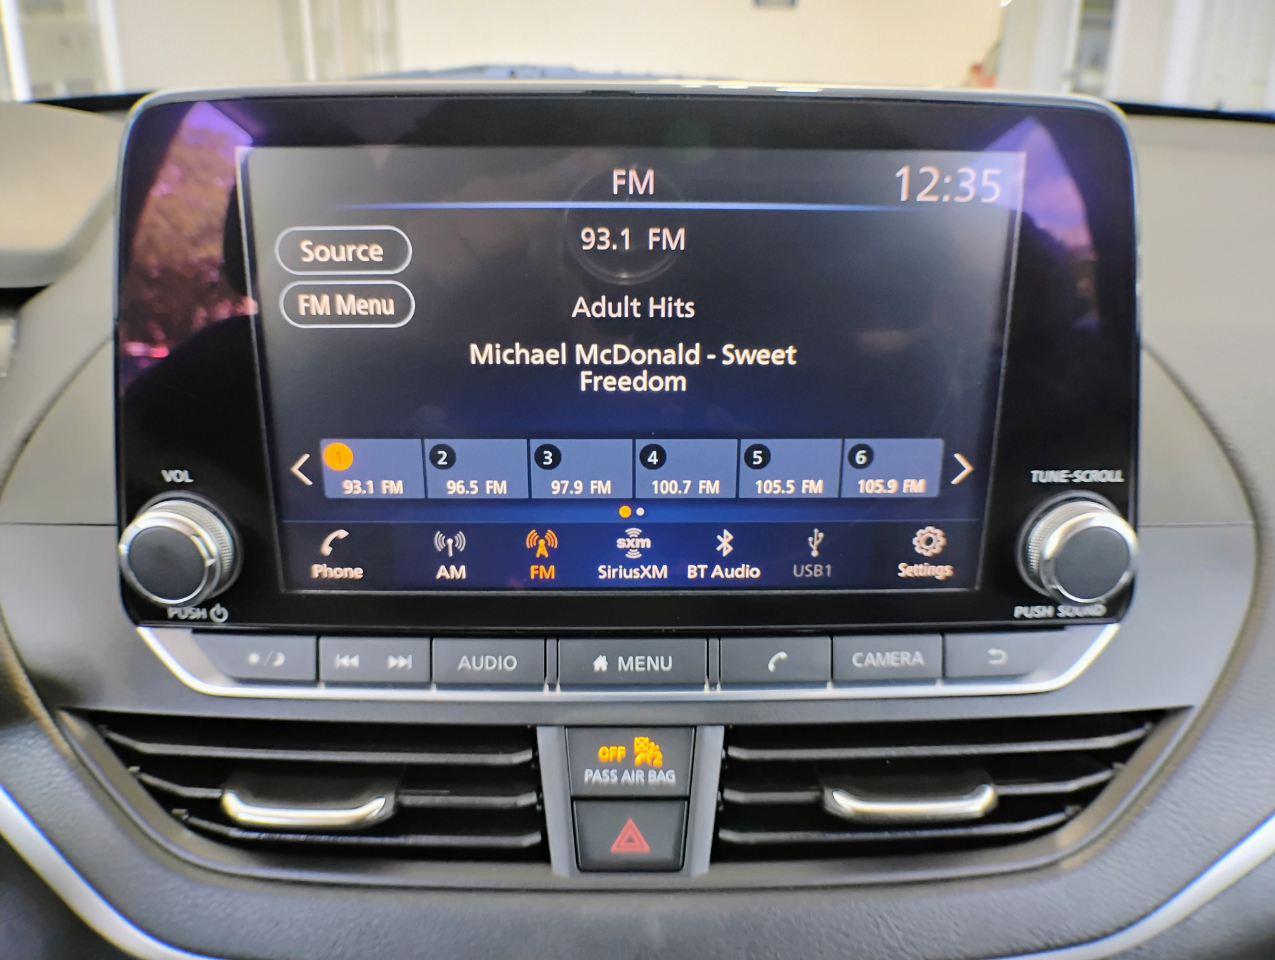 FM
12:35
Source
93.1 FM
FM Menu
Adult Hits
Michael McDonald - Sweet
Freedom
1
2
3
4
5
6
93.1 FM
96.5 FM
97.9 FM
100.7 FM
105.5 FM
105.9 FM
VOL
TUNE-SCROLL
sxm
Phone
AM
FM
SiriusXM
BT Audio
USB1
Settings
PUSH
PUSH SOUND
AUDIO
MENU
CAMERA
OFF
PASS AIR BAG